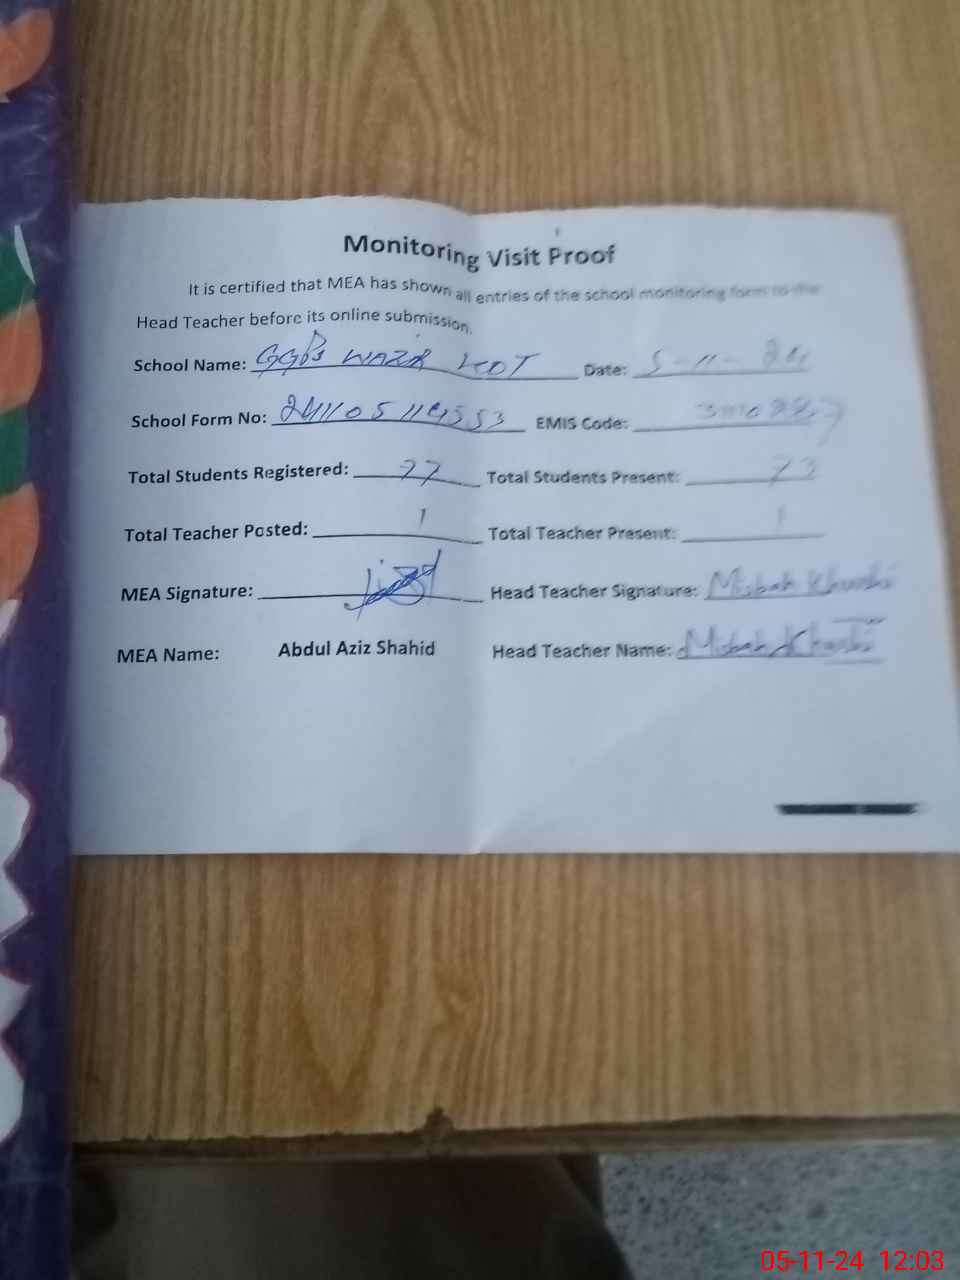 Monitoring Visit Proof
It is certified that MEA has shown all entries of the school monitoring form to the
Head Teacher before its online submission.
School Name: GGPS WAZIR KOT Date: 5-11-24
School Form No: EMIS Code:
Total Students Registered: 77 Total Students Present: 73
Total Teacher Posted: 1 Total Teacher Present: 1
MEA Signature: Head Teacher Signature: Misbah Khurshi
MEA Name: Abdul Aziz Shahid Head Teacher Name: Misbah Khurshi
05-11-24 12:03